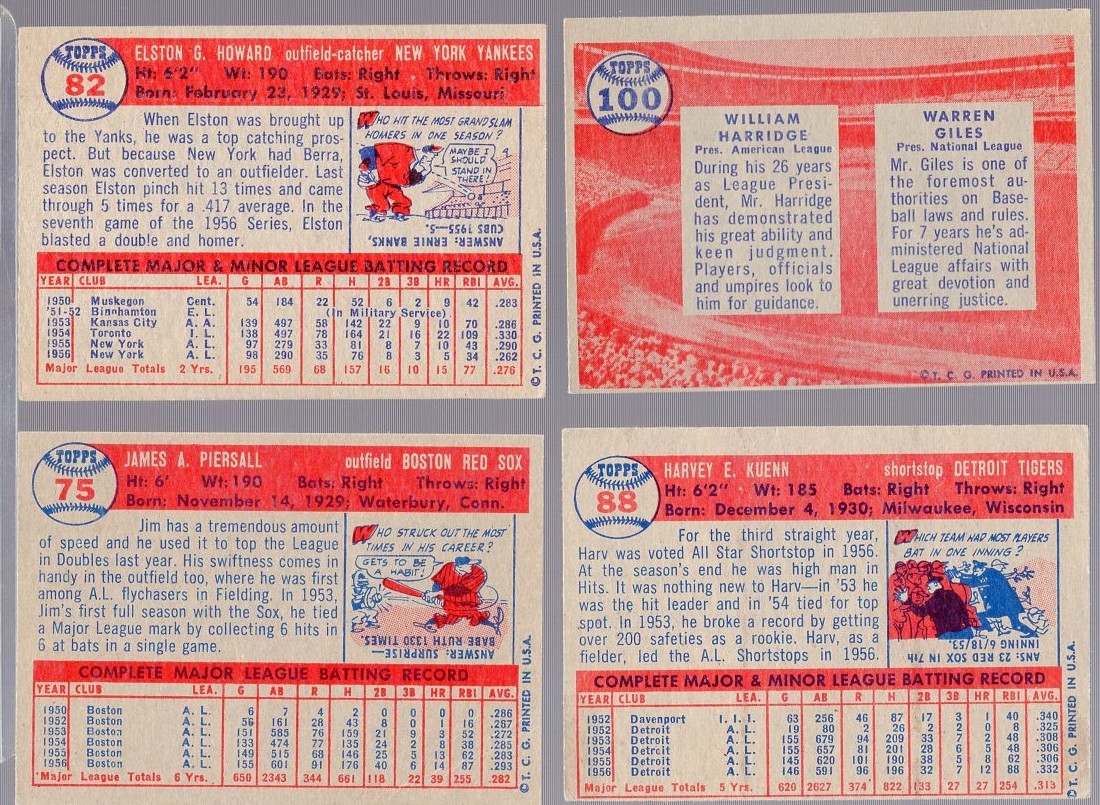 TOPPS
82
ELSTON G. HOWARD outfield-catcher NEW YORK YANKEES
Ht: 6'2" Wt: 190 Bats: Right Throws: Right
Born: February 23, 1929; St. Louis, Missouri
When Elston was brought up
to the Yanks, he was a top catching pros-
pect. But because New York had Berra,
Elston was converted to an outfielder. Last
season Elston pinch hit 13 times and came
through 5 times for a .417 average. In
the seventh game of the 1956 Series, Elston
blasted a double and homer.
WHO HIT THE MOST GRAND SLAM
HOMERS IN ONE SEASON?
MAYBE I
SHOULD
STAND IN
THERE!
ANSWER: ERNIE BANKS,
CUBS 1955—5.
COMPLETE MAJOR & MINOR LEAGUE BATTING RECORD
YEAR CLUB LEA. G AB R H 2B 3B HR RBI AVG.
1950 Muskegon Cent. 54 184 22 52 6 2 9 42 .283
'51-52 Binghamton E. L. (In Military Service)
1953 Kansas City A. A. 139 497 58 142 22 9 10 70 .286
1954 Toronto I. L. 138 497 78 164 21 16 22 109 .330
1955 New York A. L. 97 279 33 81 8 7 10 43 .290
1956 New York A. L. 98 290 35 76 8 3 5 34 .262
Major League Totals 2 Yrs. 195 569 68 157 16 10 15 77 .276
© T. C. G. PRINTED IN U.S.A.
TOPPS
100
WILLIAM
HARRIDGE
Pres. American League
During his 26 years
as League Presi-
dent, Mr. Harridge
has demonstrated
his great ability and
keen judgment.
Players, officials
and umpires look to
him for guidance.
WARREN
GILES
Pres. National League
Mr. Giles is one of
the foremost au-
thorities on Base-
ball laws and rules.
For 7 years he's ad-
ministered National
League affairs with
great devotion and
unerring justice.
© T. C. G. PRINTED IN U.S.A.
TOPPS
75
JAMES A. PIERSALL outfield BOSTON RED SOX
Ht: 6' Wt: 190 Bats: Right Throws: Right
Born: November 14, 1929; Waterbury, Conn.
Jim has a tremendous amount
of speed and he used it to top the League
in Doubles last year. His swiftness comes in
handy in the outfield too, where he was first
among A.L. flychasers in Fielding. In 1953,
Jim's first full season with the Sox, he tied
a Major League mark by collecting 6 hits in
6 at bats in a single game.
WHO STRUCK OUT THE MOST
TIMES IN HIS CAREER?
GETS TO BE
A HABIT!
ANSWER: SURPRISE—
BABE RUTH 1330 TIMES.
COMPLETE MAJOR LEAGUE BATTING RECORD
YEAR CLUB LEA. G AB R H 2B 3B HR RBI AVG.
1950 Boston A. L. 6 7 4 2 0 0 0 0 .286
1952 Boston A. L. 56 161 28 43 8 0 1 16 .267
1953 Boston A. L. 151 585 76 159 21 9 3 52 .272
1954 Boston A. L. 133 474 77 135 24 2 8 38 .285
1955 Boston A. L. 149 515 68 146 25 5 13 62 .283
1956 Boston A. L. 155 601 91 176 40 6 14 87 .293
Major League Totals 6 Yrs. 650 2343 344 661 118 22 39 255 .282
© T. C. G. PRINTED IN U.S.A.
TOPPS
88
HARVEY E. KUENN shortstop DETROIT TIGERS
Ht: 6'2" Wt: 185 Bats: Right Throws: Right
Born: December 4, 1930; Milwaukee, Wisconsin
For the third straight year,
Harv was voted All Star Shortstop in 1956.
At the season's end he was high man in
Hits. It was nothing new to Harv—in '53 he
was the hit leader and in '54 tied for top
spot. In 1953, he broke a record by getting
over 200 safeties as a rookie. Harv, as a
fielder, led the A.L. Shortstops in 1956.
WHICH TEAM HAD MOST PLAYERS
BAT IN ONE INNING?
ANS: 23 RED SOX IN 7th
INNING 6/18/53.
COMPLETE MAJOR & MINOR LEAGUE BATTING RECORD
YEAR CLUB LEA. G AB R H 2B 3B HR RBI AVG.
1952 Davenport I. I. I. 63 256 46 87 17 3 1 40 .340
1952 Detroit A. L. 19 80 2 26 2 2 0 8 .325
1953 Detroit A. L. 155 679 94 209 33 7 2 48 .308
1954 Detroit A. L. 155 657 81 201 28 6 5 48 .306
1955 Detroit A. L. 145 620 101 190 38 5 8 62 .306
1956 Detroit A. L. 146 591 96 196 32 7 12 88 .332
Major League Totals 5 Yrs. 620 2627 374 822 133 27 27 254 .313
© T. C. G. PRINTED IN U.S.A.